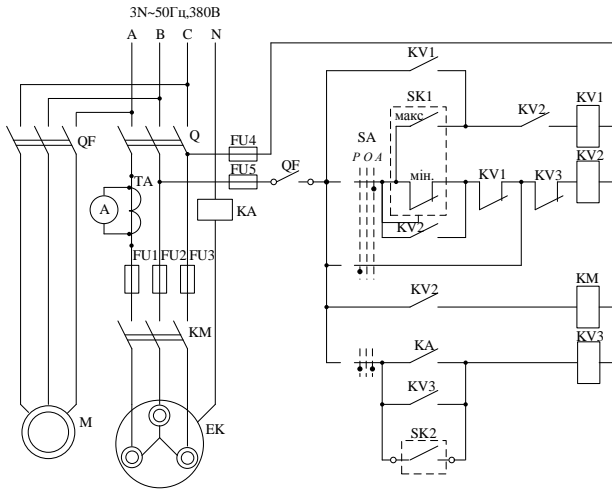 3N~50Гц,380В
A B C N
KV1
SK1
макс
KV2
KV1
QF
Q
FU4
SA
P O A
KV2
FU5
QF
TA
мін.
KV1
KV3
A
KA
KV2
FU1 FU2 FU3
KV2
KM
KM
KA
KV3
KV3
M
EK
SK2